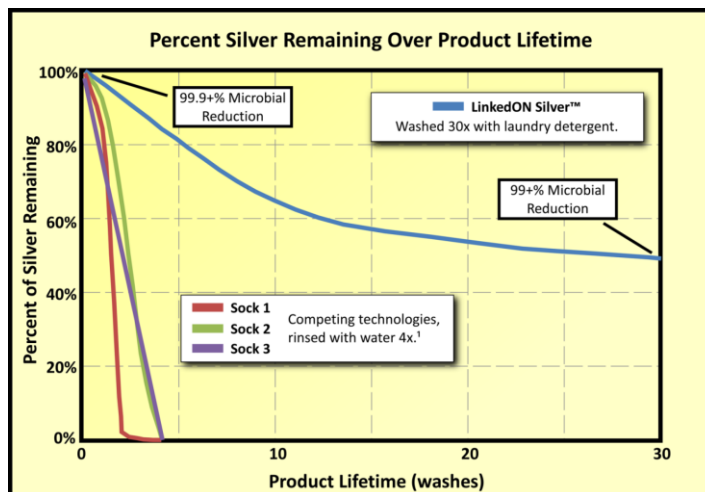 Percent Silver Remaining Over Product Lifetime
100%
80%
60%
40%
20%
0%
Percent of Silver Remaining
99.9+% Microbial
Reduction
LinkedON Silver™
Washed 30x with laundry detergent.
99+% Microbial
Reduction
Sock 1
Sock 2
Sock 3
Competing technologies,
rinsed with water 4x.¹
0
10
20
30
Product Lifetime (washes)